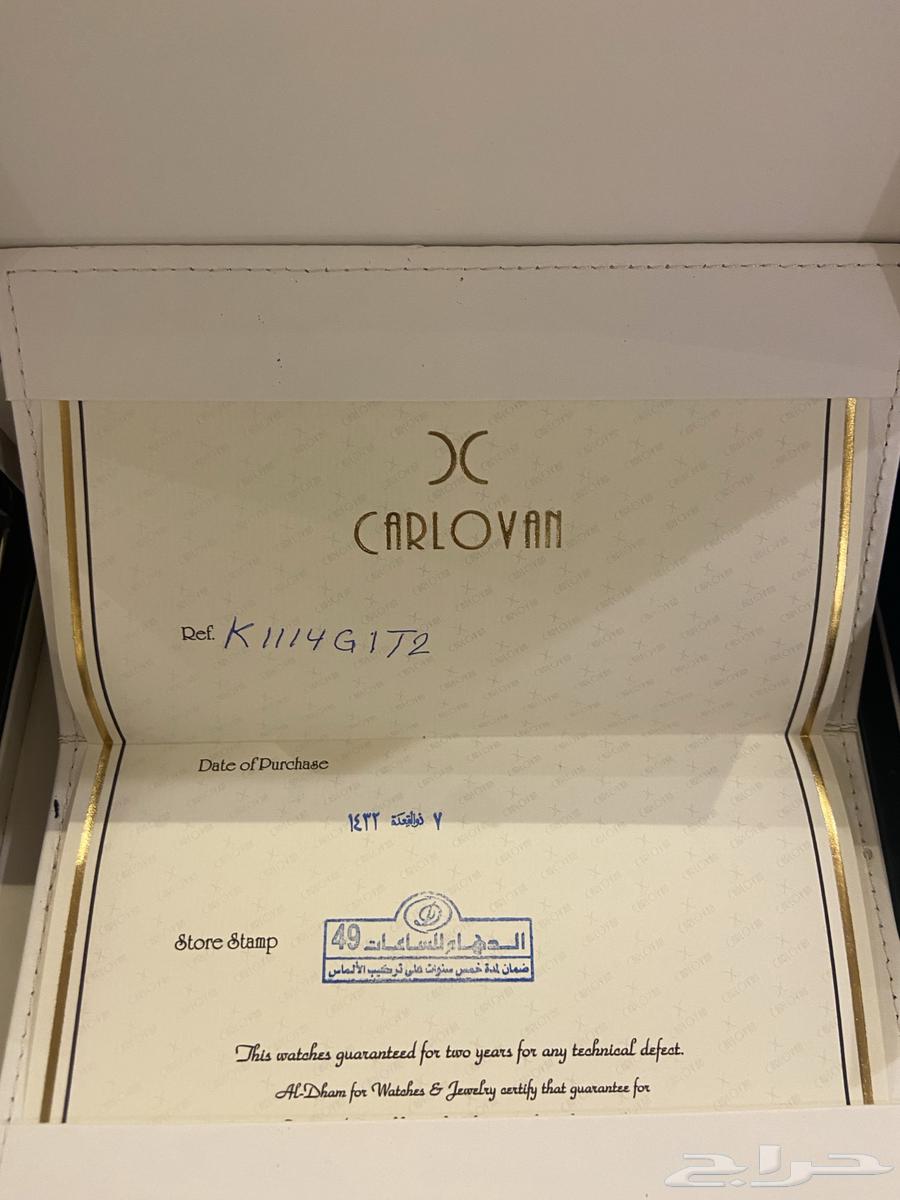 CARLOVAN
Ref. K1114G1T2
Date of Purchase
٧ ذوالقعدة ١٤٣٢
Store Stamp
الدهام للساعات 49
ضمان لمدة خمس سنوات على تركيب الألماس
This watches guaranteed for two years for any technical defect.
Al-Dham for Watches & Jewelry certify that guarantee for
حراج